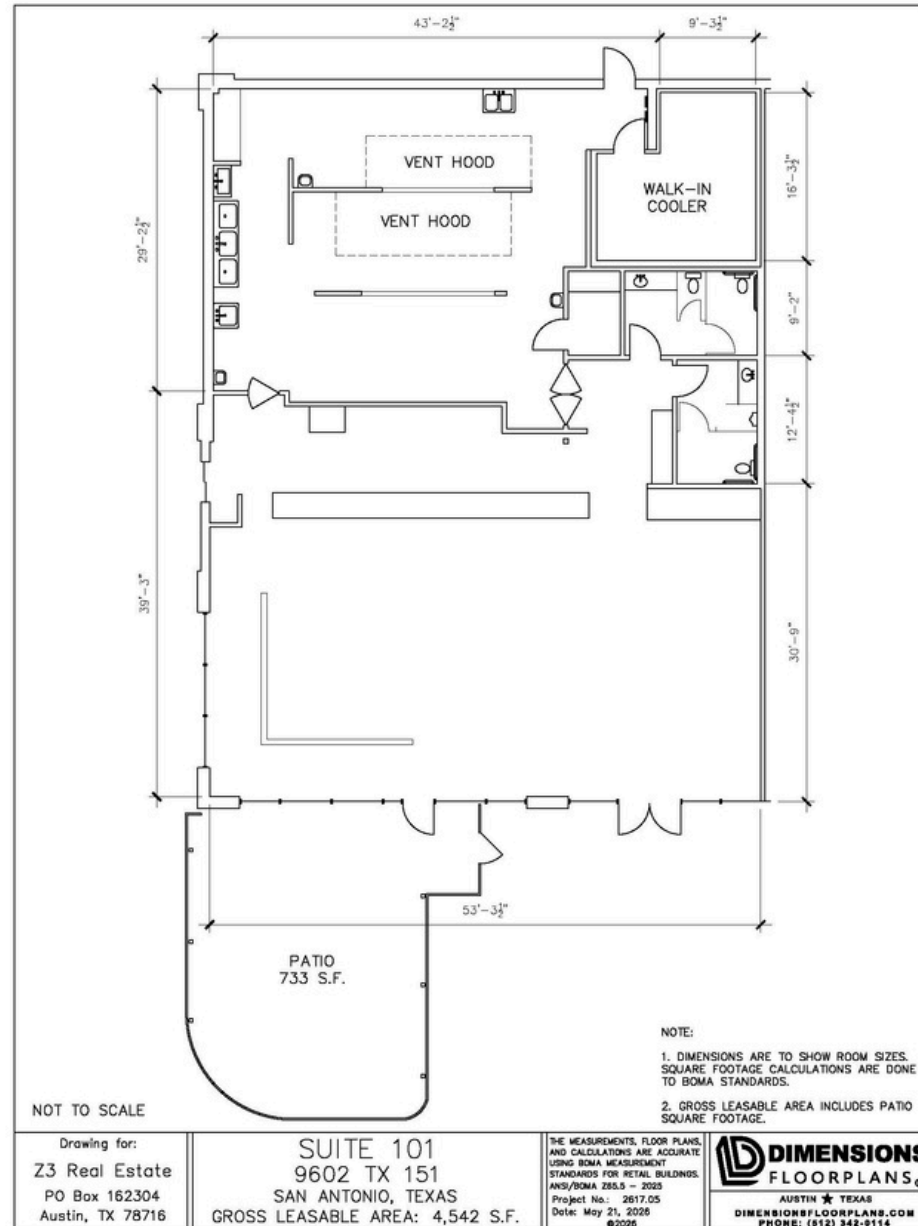 43'-2½"
9'-3½"
VENT HOOD
VENT HOOD
WALK-IN
COOLER
16'-3½"
29'-2½"
9'-2"
12'-4½"
39'-3"
30'-9"
53'-3½"
PATIO
733 S.F.
NOTE:
1. DIMENSIONS ARE TO SHOW ROOM SIZES.
SQUARE FOOTAGE CALCULATIONS ARE DONE
TO BOMA STANDARDS.
2. GROSS LEASABLE AREA INCLUDES PATIO
SQUARE FOOTAGE.
NOT TO SCALE
Drawing for:
Z3 Real Estate
PO Box 162304
Austin, TX 78716
SUITE 101
9602 TX 151
SAN ANTONIO, TEXAS
GROSS LEASABLE AREA: 4,542 S.F.
THE MEASUREMENTS, FLOOR PLANS,
AND CALCULATIONS ARE ACCURATE
USING BOMA MEASUREMENT
STANDARDS FOR RETAIL BUILDINGS.
ANSI/BOMA Z65.5 - 2025
Project No.: 2617.05
Date: May 21, 2026
©2026
DIMENSIONS
FLOORPLANS
AUSTIN ★ TEXAS
DIMENSIONSFLOORPLANS.COM
PHONE: (512) 342-9114